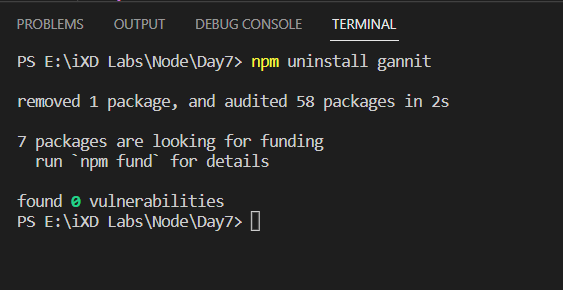 PROBLEMS OUTPUT DEBUG CONSOLE TERMINAL
PS E:\iXD Labs\Node\Day7> npm uninstall gannit
removed 1 package, and audited 58 packages in 2s
7 packages are looking for funding
  run `npm fund` for details
found 0 vulnerabilities
PS E:\iXD Labs\Node\Day7>